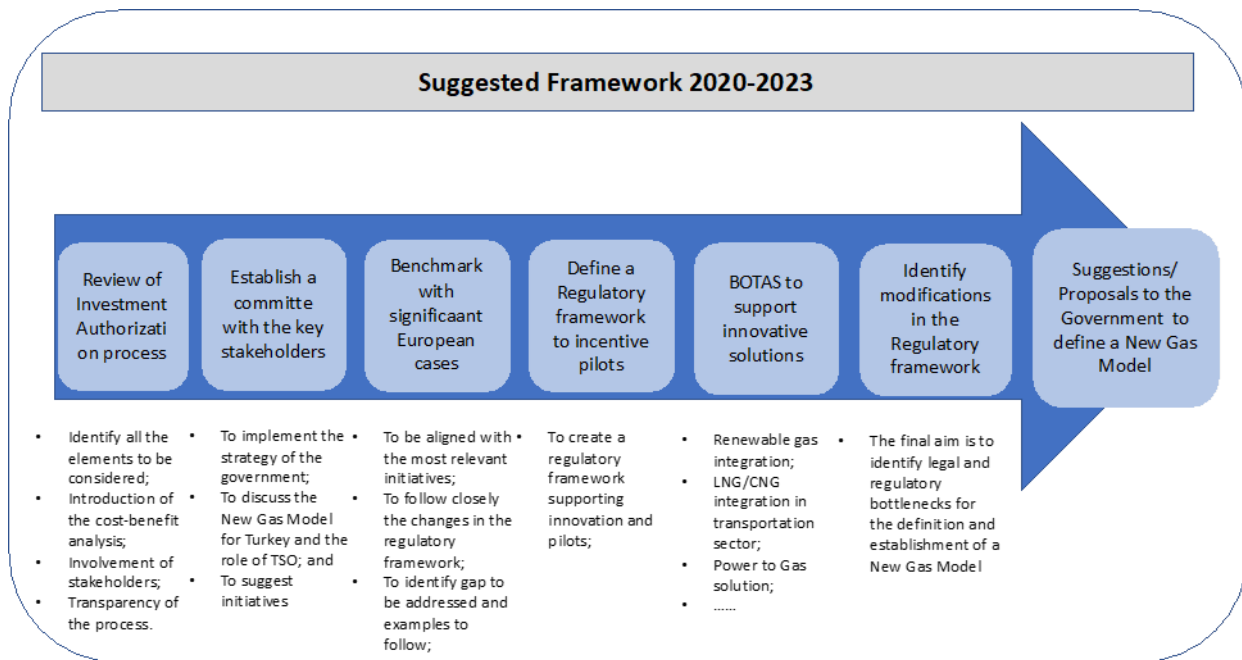 Suggested Framework 2020-2023
Review of
Investment
Authorizati
on process
Establish a
committe
with the key
stakeholders
Benchmark
with
significaant
European
cases
Define a
Regulatory
framework
to incentive
pilots
BOTAS to
support
innovative
solutions
Identify
modifications
in the
Regulatory
framework
Suggestions/
Proposals to the
Government to
define a New Gas
Model
• Identify all the
elements to be
considered;
• Introduction of
the cost-benefit
analysis;
• Involvement of
stakeholders;
• Transparency of
the process.
• To implement the
strategy of the
government;
• To discuss the
New Gas Model
for Turkey and the
role of TSO; and
• To suggest
initiatives
• To be aligned with
the most relevant
initiatives;
• To follow closely
the changes in the
regulatory
framework;
• To identify gap to
be addressed and
examples to
follow;
• To create a
regulatory
framework
supporting
innovation and
pilots;
• Renewable gas
integration;
• LNG/CNG
integration in
transportation
sector;
• Power to Gas
solution;
• ......
• The final aim is to
identify legal and
regulatory
bottlenecks for
the definition and
establishment of a
New Gas Model